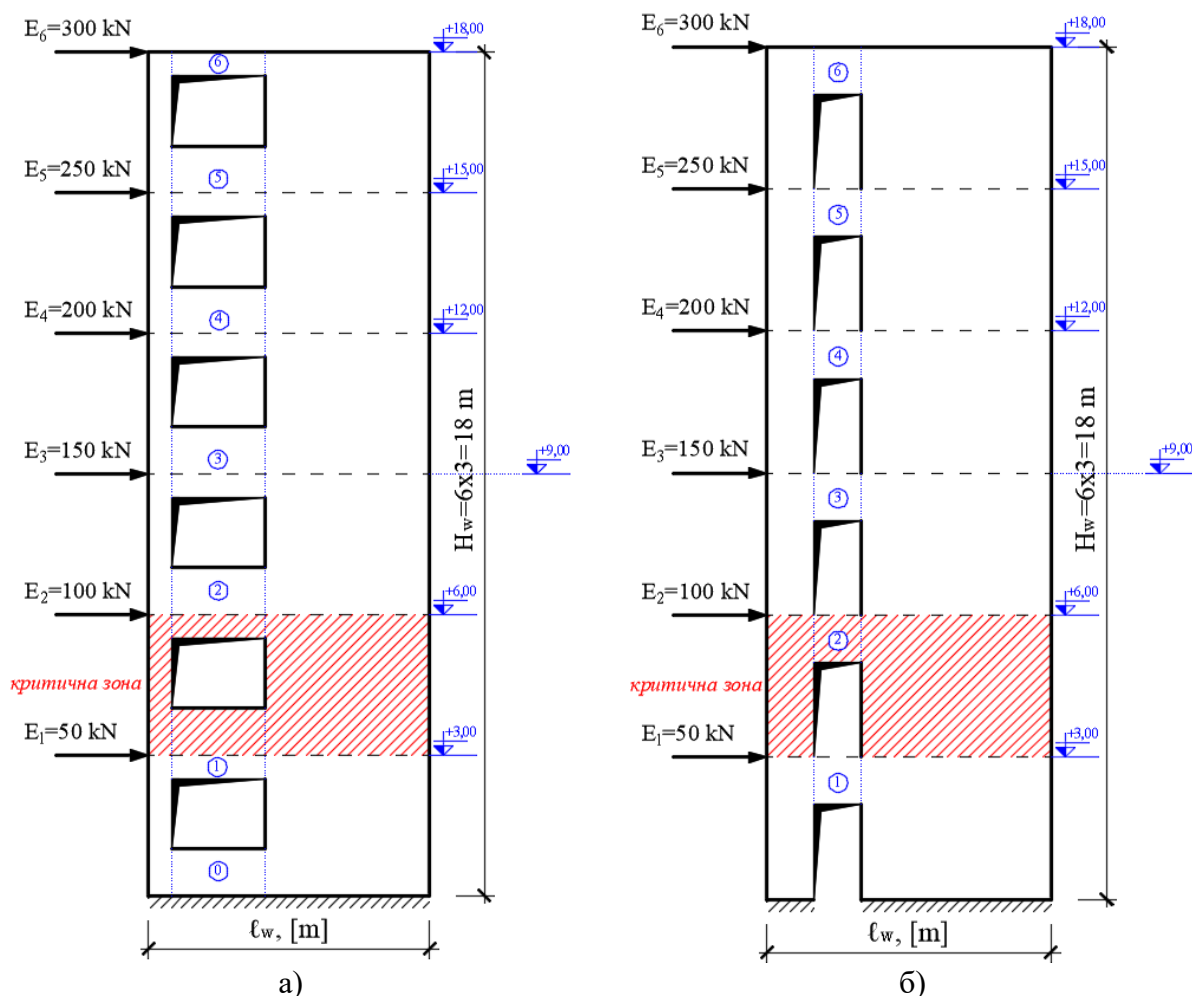 E₆=300 kN
+18,00
⑥
E₅=250 kN
+15,00
⑤
E₄=200 kN
+12,00
④
E₃=150 kN
+9,00
③
H_w=6x3=18 m
E₂=100 kN
+6,00
②
критична зона
E₁=50 kN
+3,00
①
⓪
ℓ_w, [m]
а)
E₆=300 kN
+18,00
⑥
E₅=250 kN
+15,00
⑤
E₄=200 kN
+12,00
④
E₃=150 kN
+9,00
③
H_w=6x3=18 m
E₂=100 kN
+6,00
②
критична зона
E₁=50 kN
+3,00
①
ℓ_w, [m]
б)